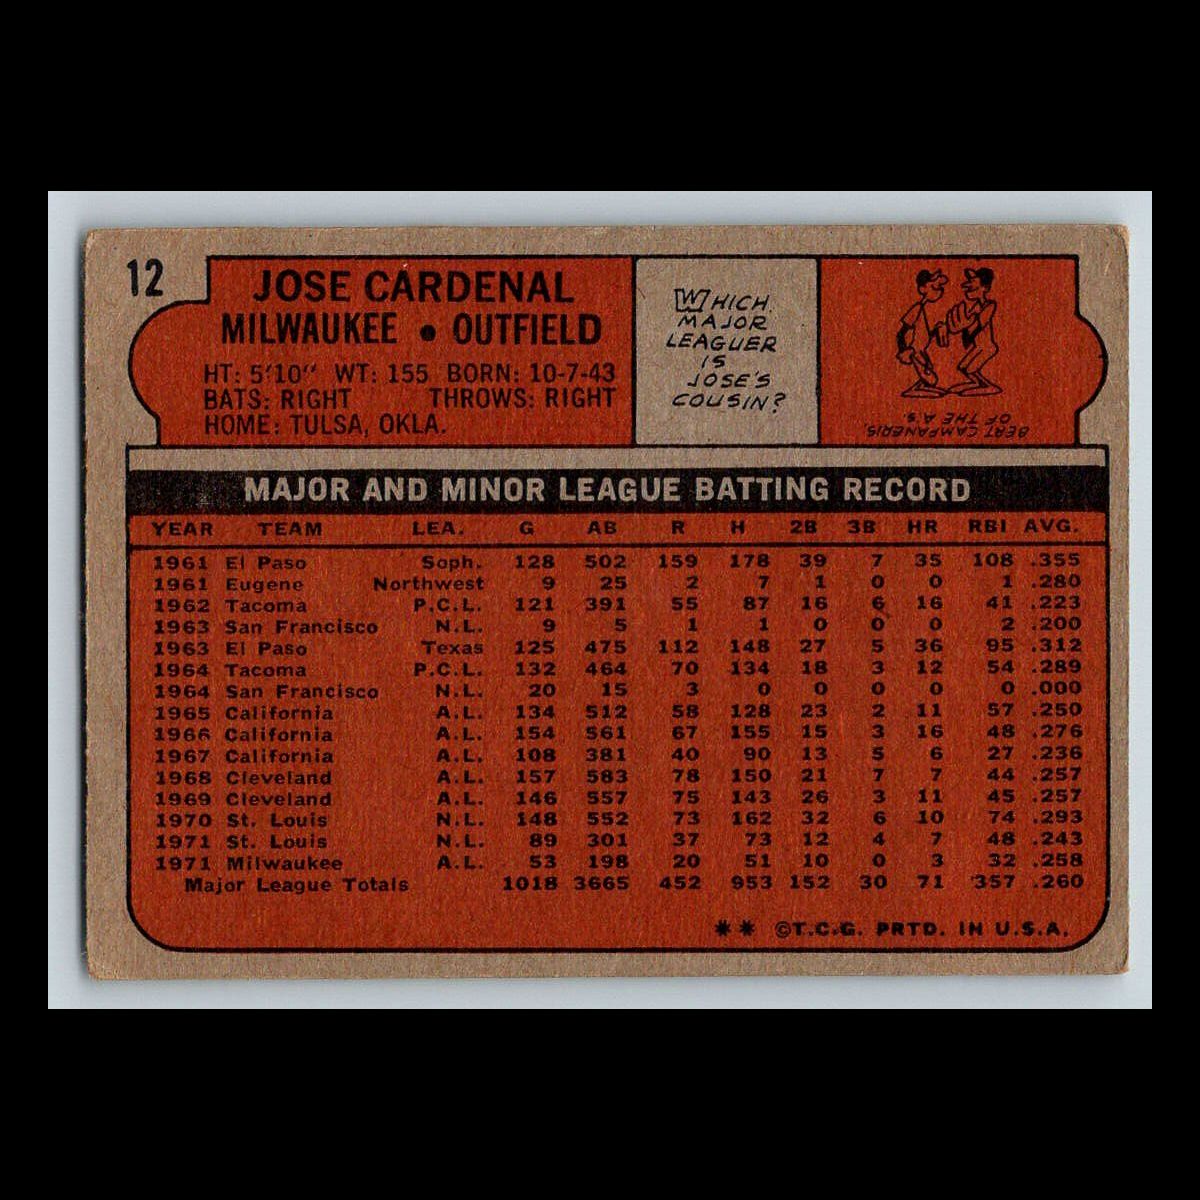 12
JOSE CARDENAL
MILWAUKEE • OUTFIELD
HT: 5'10" WT: 155 BORN: 10-7-43
BATS: RIGHT THROWS: RIGHT
HOME: TULSA, OKLA.
WHICH
MAJOR
LEAGUER
IS
JOSE'S
COUSIN?
BERT CAMPANERIS
OF THE A'S.
MAJOR AND MINOR LEAGUE BATTING RECORD
YEAR TEAM LEA. G AB R H 2B 3B HR RBI AVG.
1961 El Paso Soph. 128 502 159 178 39 7 35 108 .355
1961 Eugene Northwest 9 25 2 7 1 0 0 1 .280
1962 Tacoma P.C.L. 121 391 55 87 16 6 16 41 .223
1963 San Francisco N.L. 9 5 1 1 0 0 0 2 .200
1963 El Paso Texas 125 475 112 148 27 5 36 95 .312
1964 Tacoma P.C.L. 132 464 70 134 18 3 12 54 .289
1964 San Francisco N.L. 20 15 3 0 0 0 0 0 .000
1965 California A.L. 134 512 58 128 23 2 11 57 .250
1966 California A.L. 154 561 67 155 15 3 16 48 .276
1967 California A.L. 108 381 40 90 13 5 6 27 .236
1968 Cleveland A.L. 157 583 78 150 21 7 7 44 .257
1969 Cleveland A.L. 146 557 75 143 26 3 11 45 .257
1970 St. Louis N.L. 148 552 73 162 32 6 10 74 .293
1971 St. Louis N.L. 89 301 37 73 12 4 7 48 .243
1971 Milwaukee A.L. 53 198 20 51 10 0 3 32 .258
Major League Totals 1018 3665 452 953 152 30 71 357 .260
** ©T.C.G. PRTD. IN U.S.A.